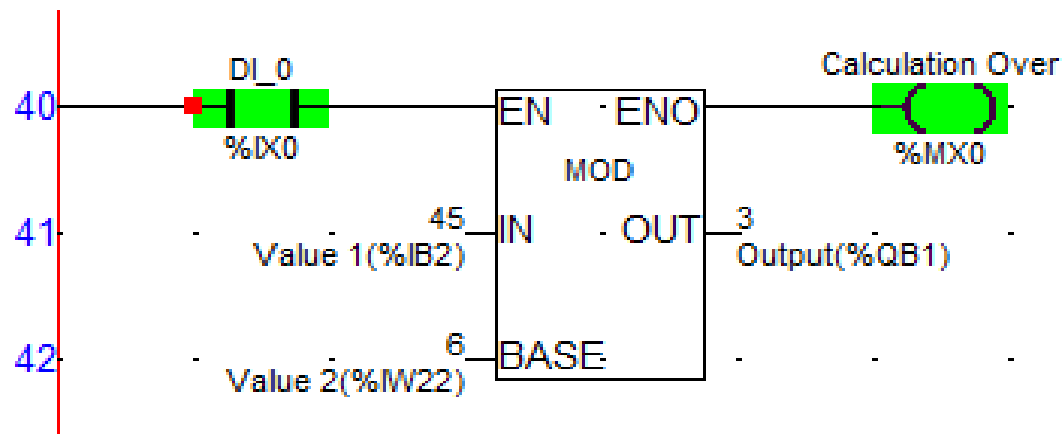 DI_0 Calculation Over
40 EN ENO
%IX0 %MX0
MOD
45 3
41 IN OUT
Value 1(%IB2) Output(%QB1)
6
42 BASE
Value 2(%IW22)